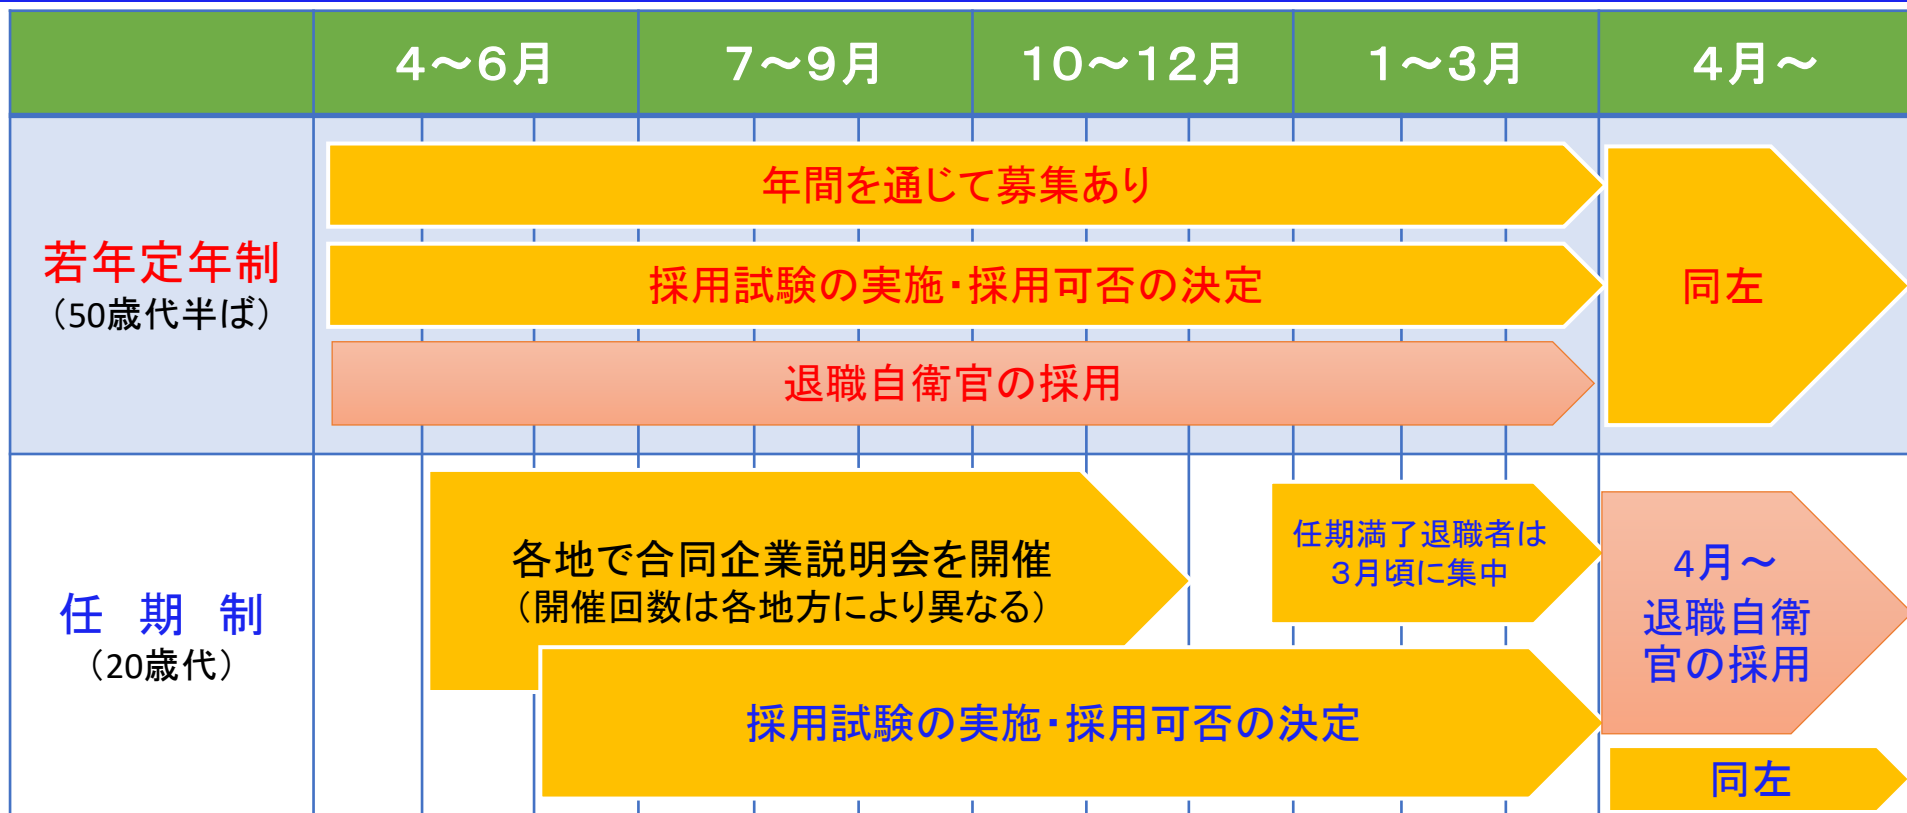 ４～６月
７～９月
１０～１２月
１～３月
４月～
若年定年制
（50歳代半ば）
年間を通じて募集あり
採用試験の実施・採用可否の決定
退職自衛官の採用
同左
任　期　制
（20歳代）
各地で合同企業説明会を開催
（開催回数は各地方により異なる）
採用試験の実施・採用可否の決定
任期満了退職者は
３月頃に集中
4月～
退職自衛
官の採用
同左